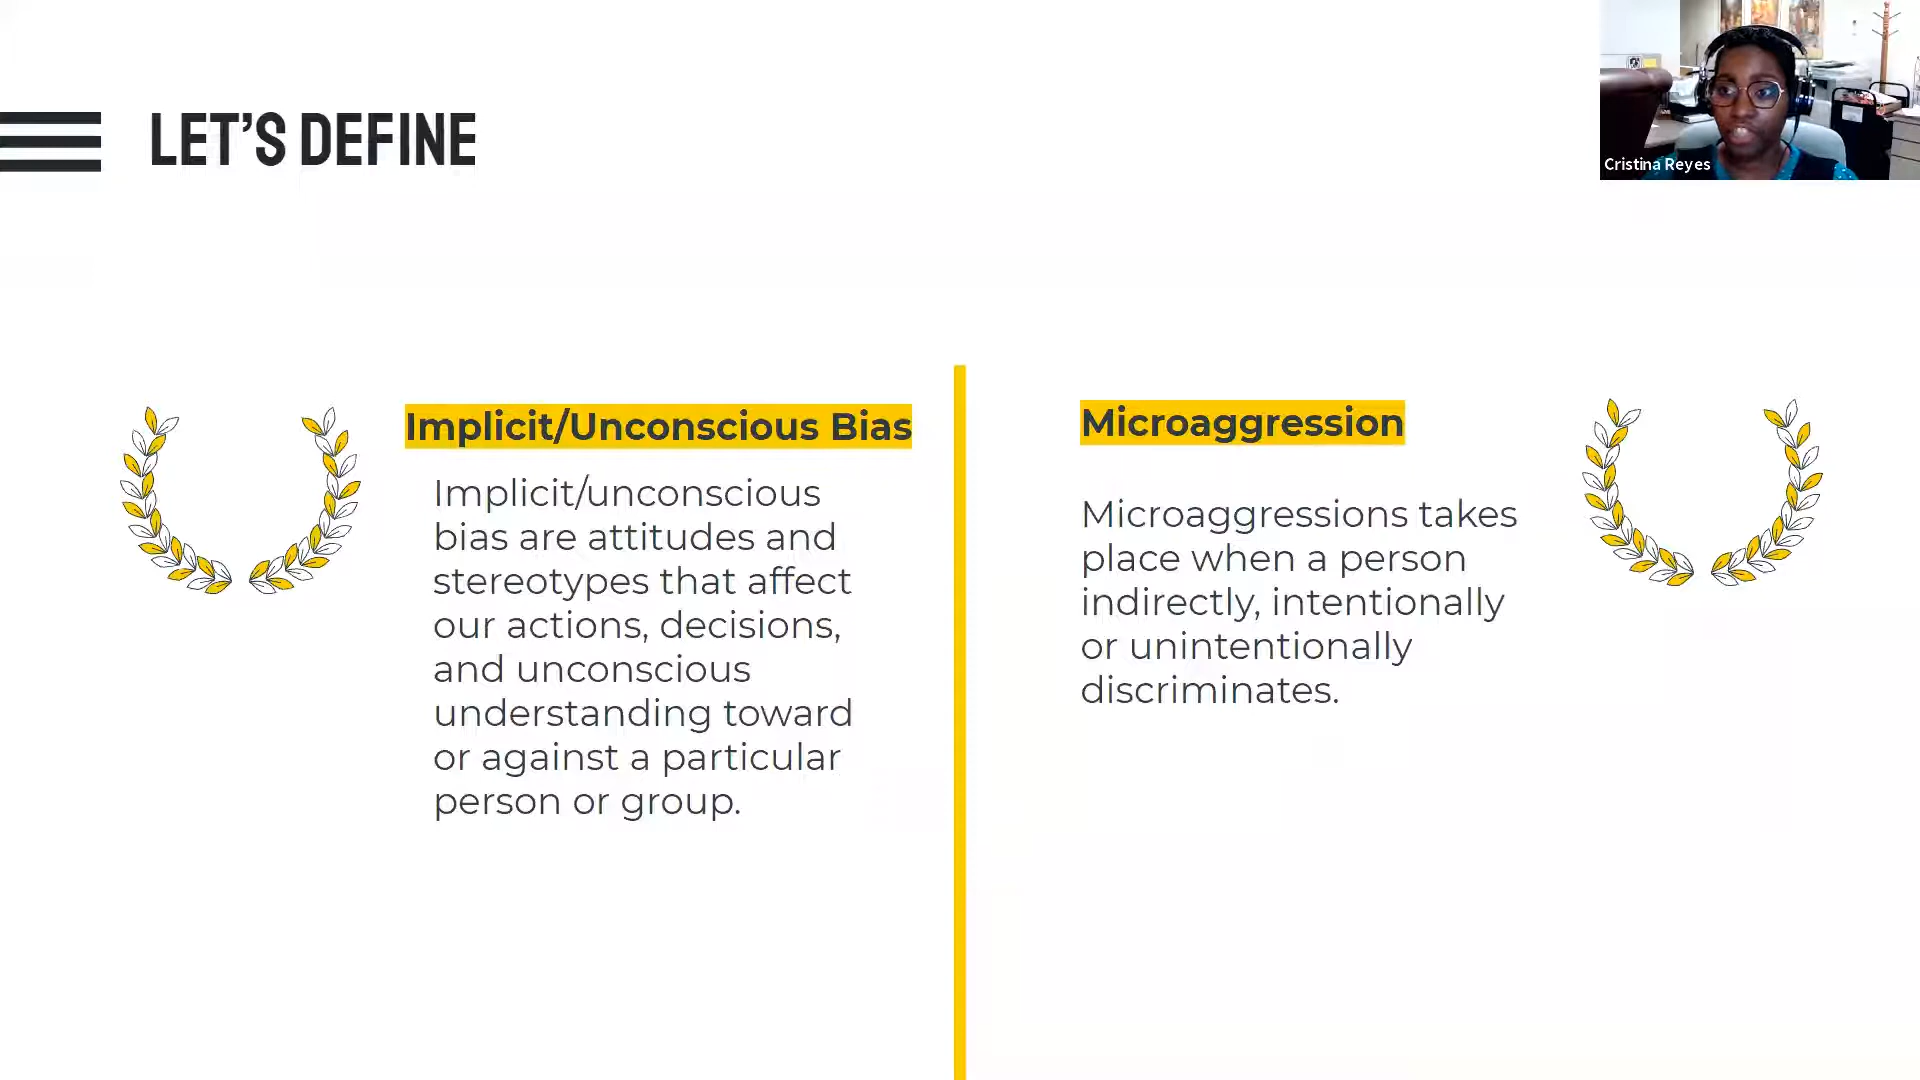 LET’S DEFINE
Cristina Reyes
Implicit/Unconscious Bias
Implicit/unconscious
bias are attitudes and
stereotypes that affect
our actions, decisions,
and unconscious
understanding toward
or against a particular
person or group.
Microaggression
Microaggressions takes
place when a person
indirectly, intentionally
or unintentionally
discriminates.